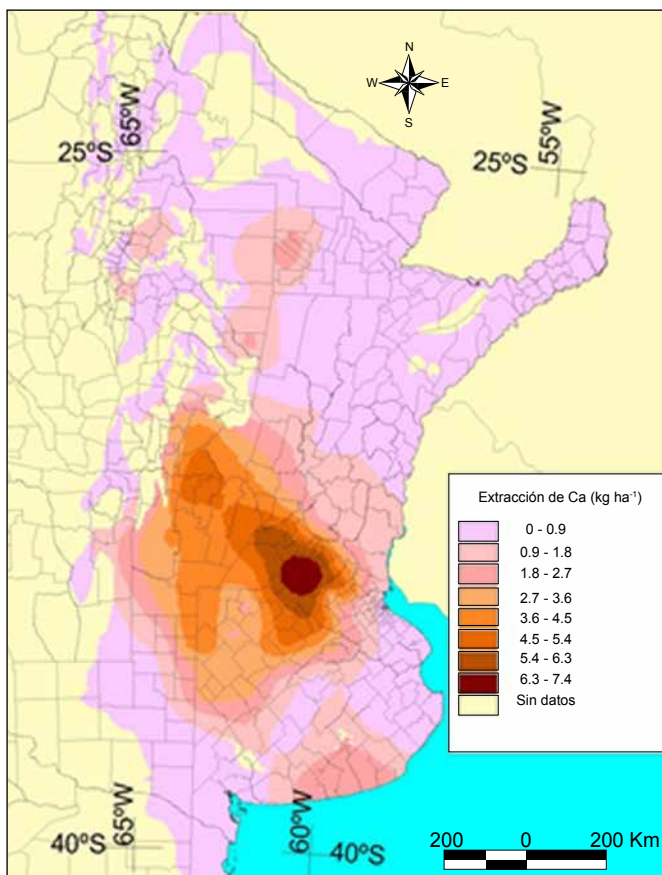 N
W E
S
65ºW
55ºW
25ºS
25ºS
Extracción de Ca (kg ha⁻¹)
0 - 0.9
0.9 - 1.8
1.8 - 2.7
2.7 - 3.6
3.6 - 4.5
4.5 - 5.4
5.4 - 6.3
6.3 - 7.4
Sin datos
65ºW
60ºW
40ºS
40ºS
200 0 200 Km